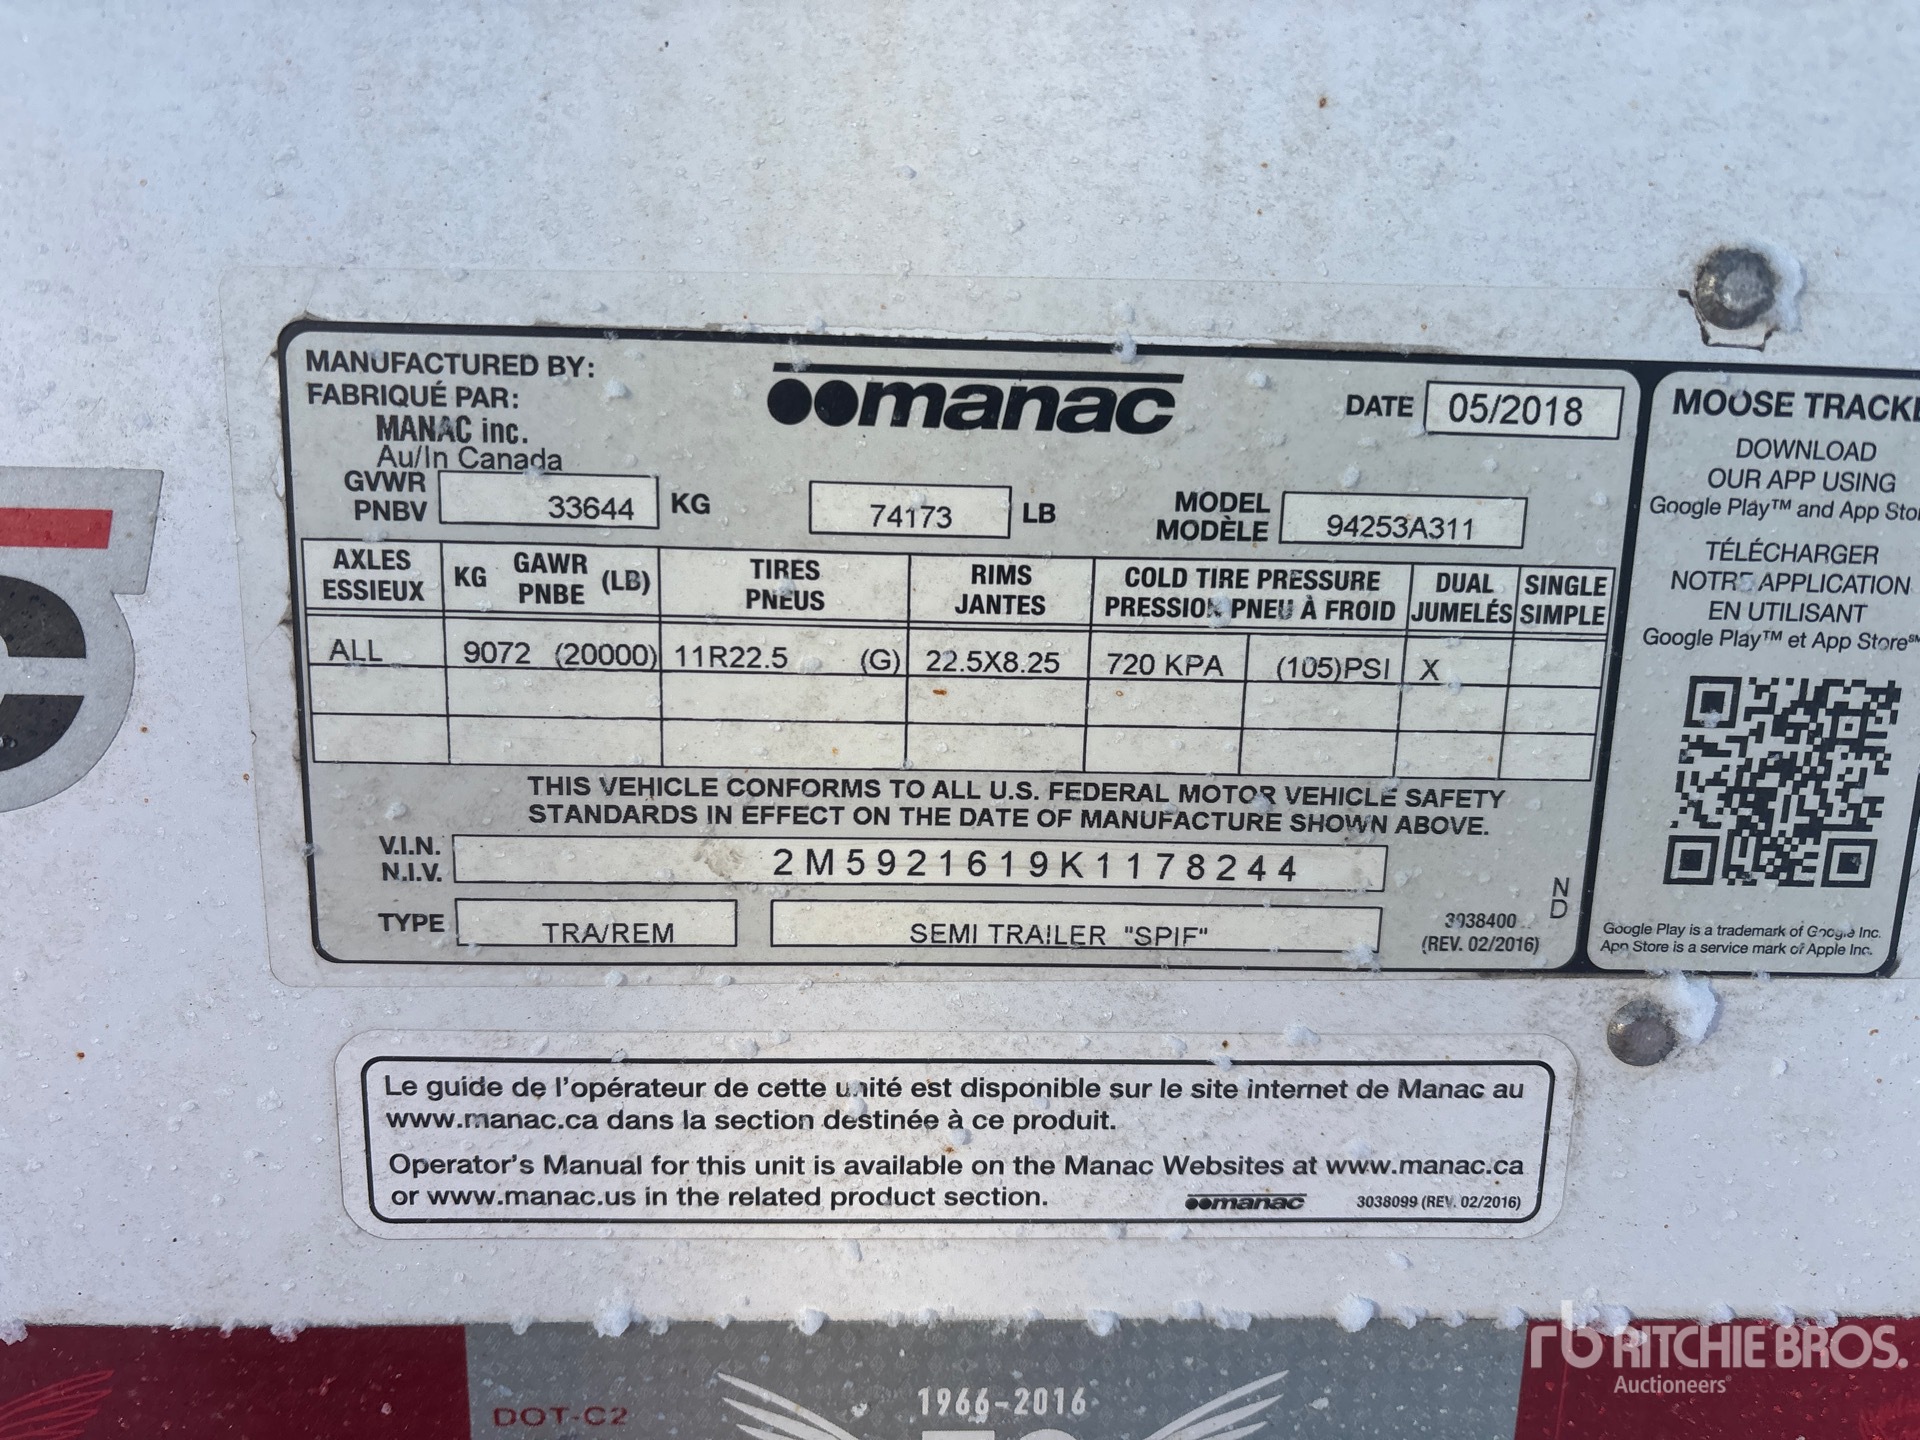 MANUFACTURED BY:
FABRIQUÉ PAR:
MANAC inc.
Au/In Canada
manac
DATE 05/2018
GVWR
PNBV 33644 KG 74173 LB
MODEL
MODÈLE 94253A311
AXLES
ESSIEUX
KG GAWR
PNBE (LB)
TIRES
PNEUS
RIMS
JANTES
COLD TIRE PRESSURE
PRESSION PNEU À FROID
DUAL
JUMELÉS
SINGLE
SIMPLE
ALL 9072 (20000) 11R22.5 (G) 22.5X8.25 720 KPA (105)PSI X
THIS VEHICLE CONFORMS TO ALL U.S. FEDERAL MOTOR VEHICLE SAFETY
STANDARDS IN EFFECT ON THE DATE OF MANUFACTURE SHOWN ABOVE.
V.I.N.
N.I.V. 2M5921619K1178244
TYPE TRA/REM SEMI TRAILER "SPIF"
3038400
(REV. 02/2016)
N
D
MOOSE TRACKE
DOWNLOAD
OUR APP USING
Google Play™ and App Stor
TÉLÉCHARGER
NOTRE APPLICATION
EN UTILISANT
Google Play™ et App Store℠
Google Play is a trademark of Google Inc.
App Store is a service mark of Apple Inc.
Le guide de l'opérateur de cette unité est disponible sur le site internet de Manac au
www.manac.ca dans la section destinée à ce produit.
Operator's Manual for this unit is available on the Manac Websites at www.manac.ca
or www.manac.us in the related product section.
manac 3038099 (REV. 02/2016)
DOT-C2
1966-2016
rb RITCHIE BROS.
Auctioneers